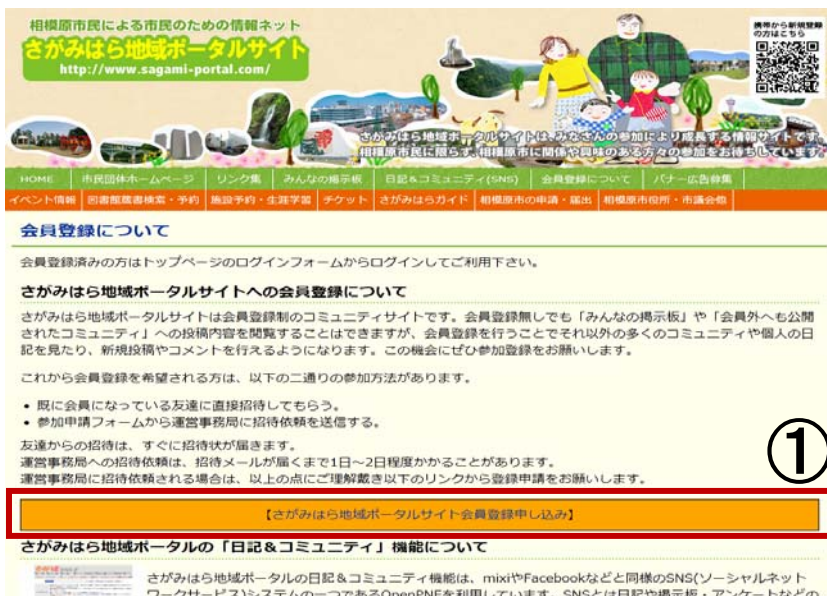 相模原市民による市民のための情報ネット
さがみはら地域ポータルサイト
http://www.sagami-portal.com/
携帯から新規登録
の方はこちら
さがみはら地域ポータルサイトは、みなさんの参加により成長する情報サイトです。
相模原市民に限らず、相模原市に関係や興味のある方々の参加をお待ちしています。
HOME 市民団体ホームページ リンク集 みんなの掲示板 日記&コミュニティ(SNS) 会員登録について バナー広告募集
イベント情報 図書館蔵書検索・予約 施設予約・生涯学習 チケット さがみはらガイド 相模原市の申請・届出 相模原市役所・市議会他
会員登録について
会員登録済みの方はトップページのログインフォームからログインしてご利用下さい。
さがみはら地域ポータルサイトへの会員登録について
さがみはら地域ポータルサイトは会員登録制のコミュニティサイトです。会員登録無しでも「みんなの掲示板」や「会員外へも公開
されたコミュニティ」への投稿内容を閲覧することはできますが、会員登録を行うことでそれ以外の多くのコミュニティや個人の日
記を見たり、新規投稿やコメントを行えるようになります。この機会にぜひ参加登録をお願いします。
これから会員登録を希望される方は、以下の二通りの参加方法があります。
• 既に会員になっている友達に直接招待してもらう。
• 参加申請フォームから運営事務局に招待依頼を送信する。
友達からの招待は、すぐに招待状が届きます。
運営事務局への招待依頼は、招待メールが届くまで1日～2日程度かかることがあります。
運営事務局に招待依頼される場合は、以上の点にご理解戴き以下のリンクから登録申請をお願いします。
①
【さがみはら地域ポータルサイト会員登録申し込み】
さがみはら地域ポータルの「日記&コミュニティ」機能について
さがみはら地域ポータルの日記&コミュニティ機能は、mixiやFacebookなどと同様のSNS(ソーシャルネット
ワークサービス)システムの一つであるOpenPNEを利用しています。SNSとは日記や掲示板・アンケートなどの